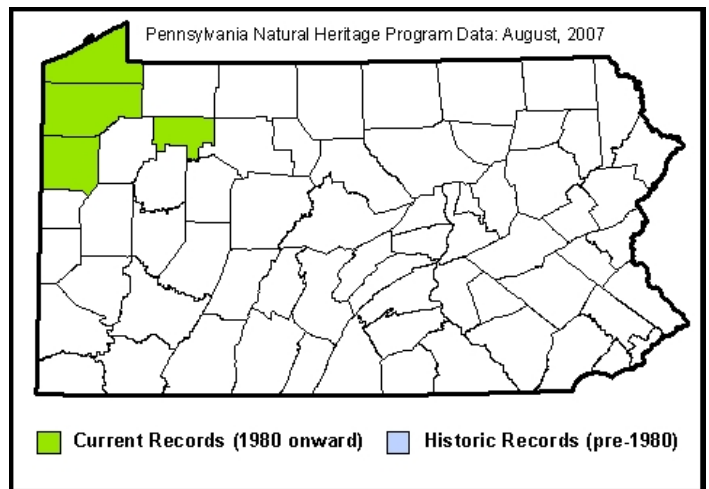 Pennsylvania Natural Heritage Program Data: August, 2007
Current Records (1980 onward) Historic Records (pre-1980)